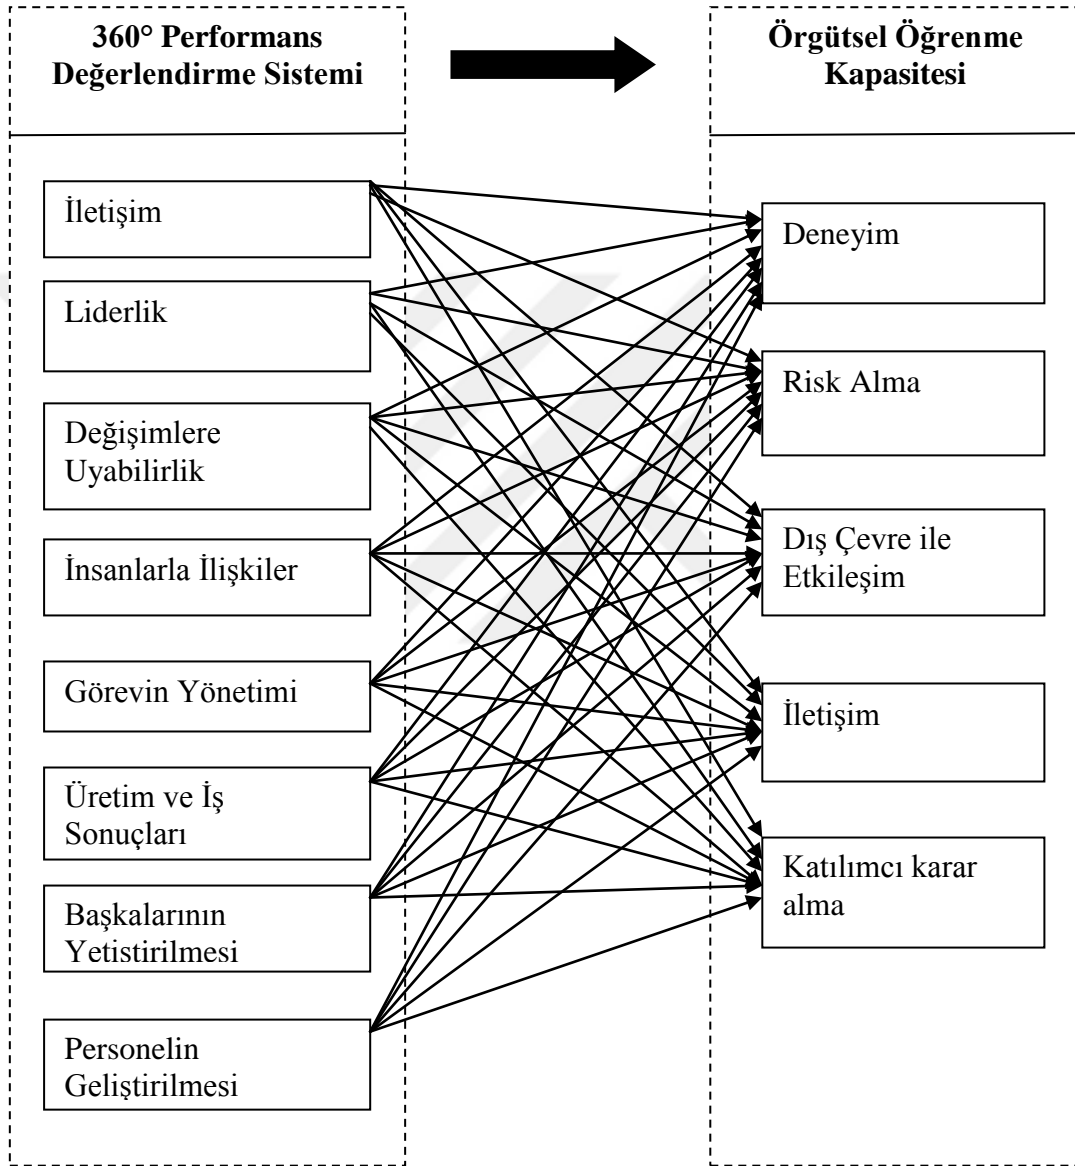 360° Performans
Değerlendirme Sistemi
İletişim
Liderlik
Değişimlere
Uyabilirlik
İnsanlarla İlişkiler
Görevin Yönetimi
Üretim ve İş
Sonuçları
Başkalarının
Yetistirilmesi
Personelin
Geliştirilmesi
Örgütsel Öğrenme
Kapasitesi
Deneyim
Risk Alma
Dış Çevre ile
Etkileşim
İletişim
Katılımcı karar
alma